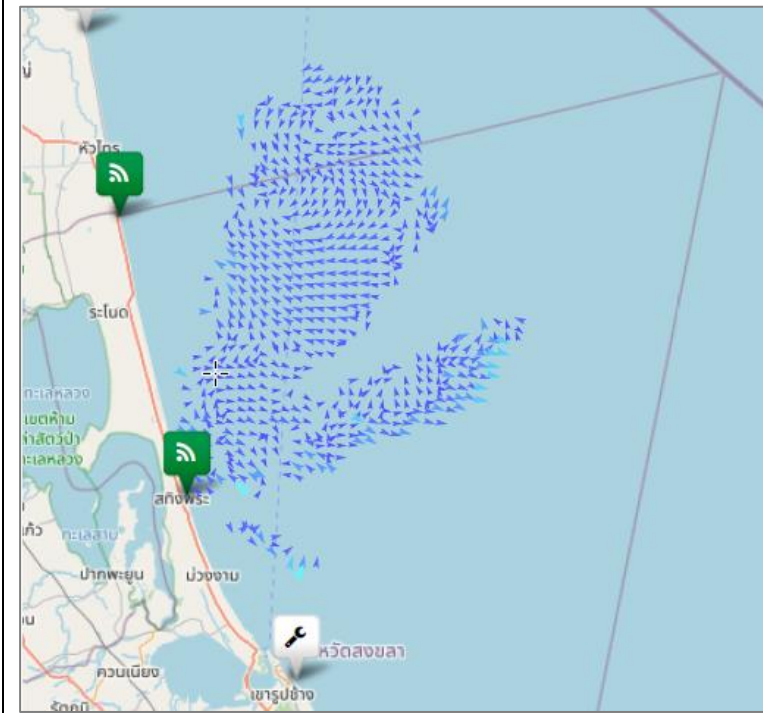 หัวไทร
ระโนด
ทะเลหลวง
เขตห้าม
ล่าสัตว์ป่า
ทะเลหลวง
สทิงพระ
ทะเลสาบ
ปากพะยูน
ม่วงงาม
หวัดสงขลา
ควนเนียง
เขารูปช้าง
รัตภูมิ